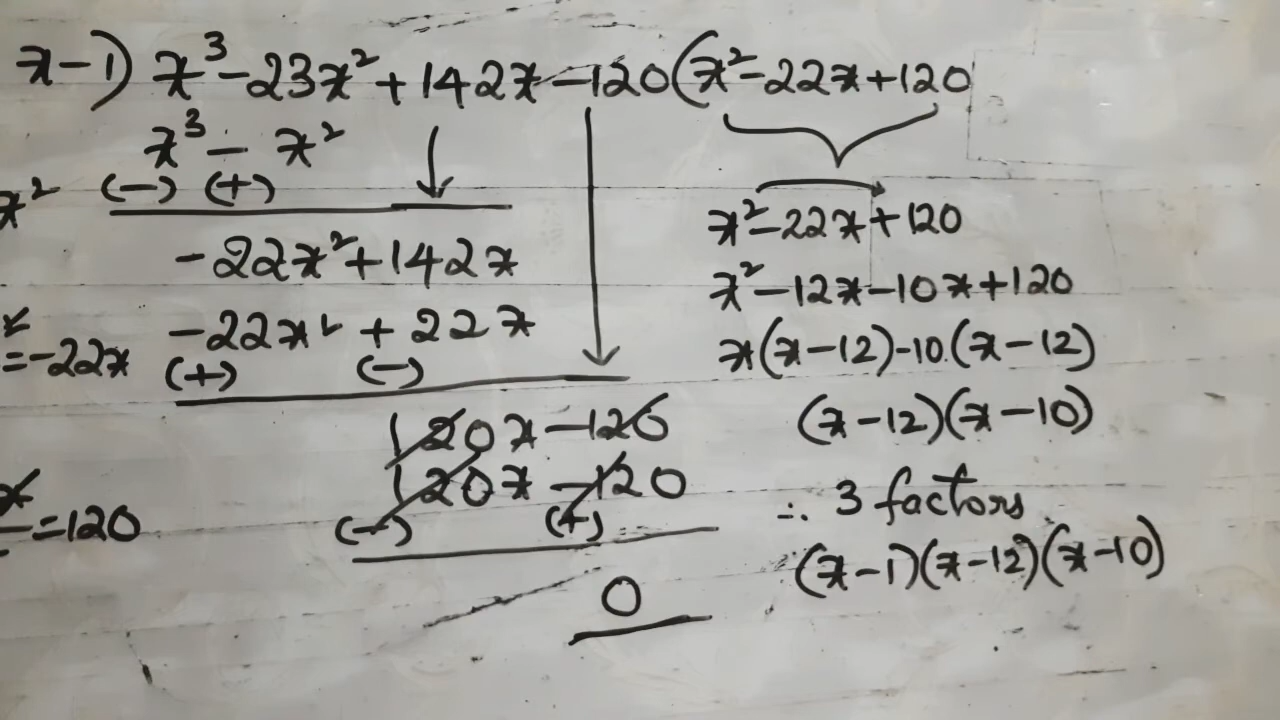 x-1) x³-23x²+142x-120(x²-22x+120
x³- x²
x² (-) (+)
-22x²+142x
-22x² + 22x
=-22x (+) (-)
120x-120
120x-120
=120 (-) (+)
0
x²-22x+120
x²-12x-10x+120
x(x-12)-10.(x-12)
(x-12)(x-10)
∴ 3 factors
(x-1)(x-12)(x-10)